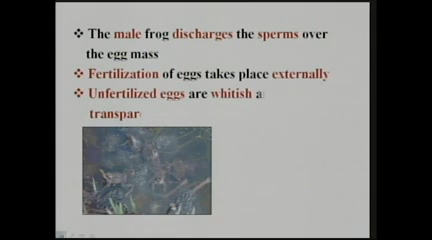 The male frog discharges the sperms over
the egg mass
Fertilization of eggs takes place externally
Unfertilized eggs are whitish a
transpar